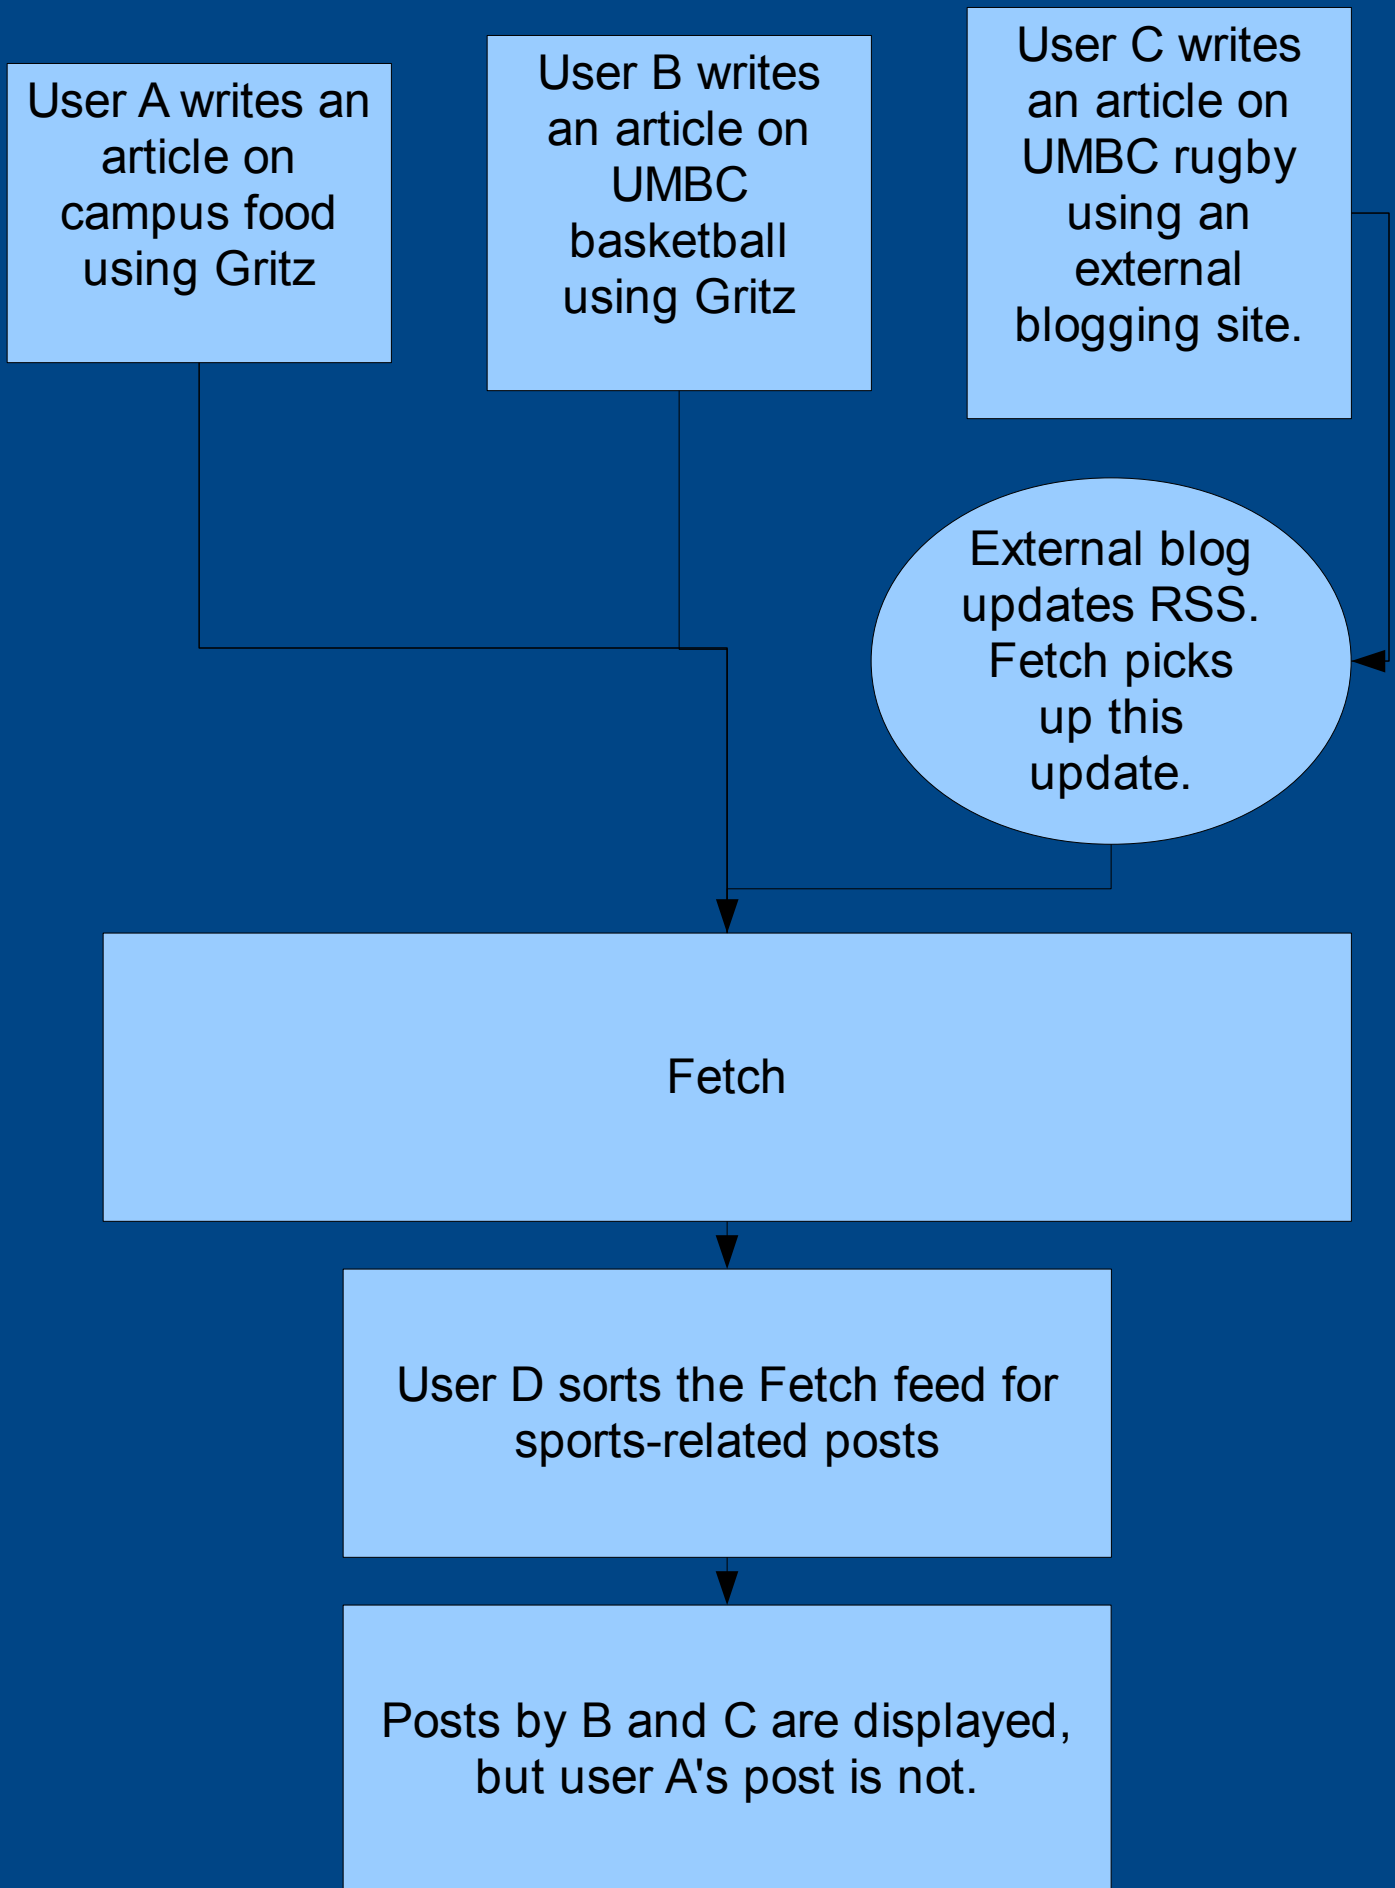 User A writes an
article on
campus food
using Gritz
User B writes
an article on
UMBC
basketball
using Gritz
User C writes
an article on
UMBC rugby
using an
external
blogging site.
External blog
updates RSS.
Fetch picks
up this
update.
Fetch
User D sorts the Fetch feed for
sports-related posts
Posts by B and C are displayed,
but user A's post is not.